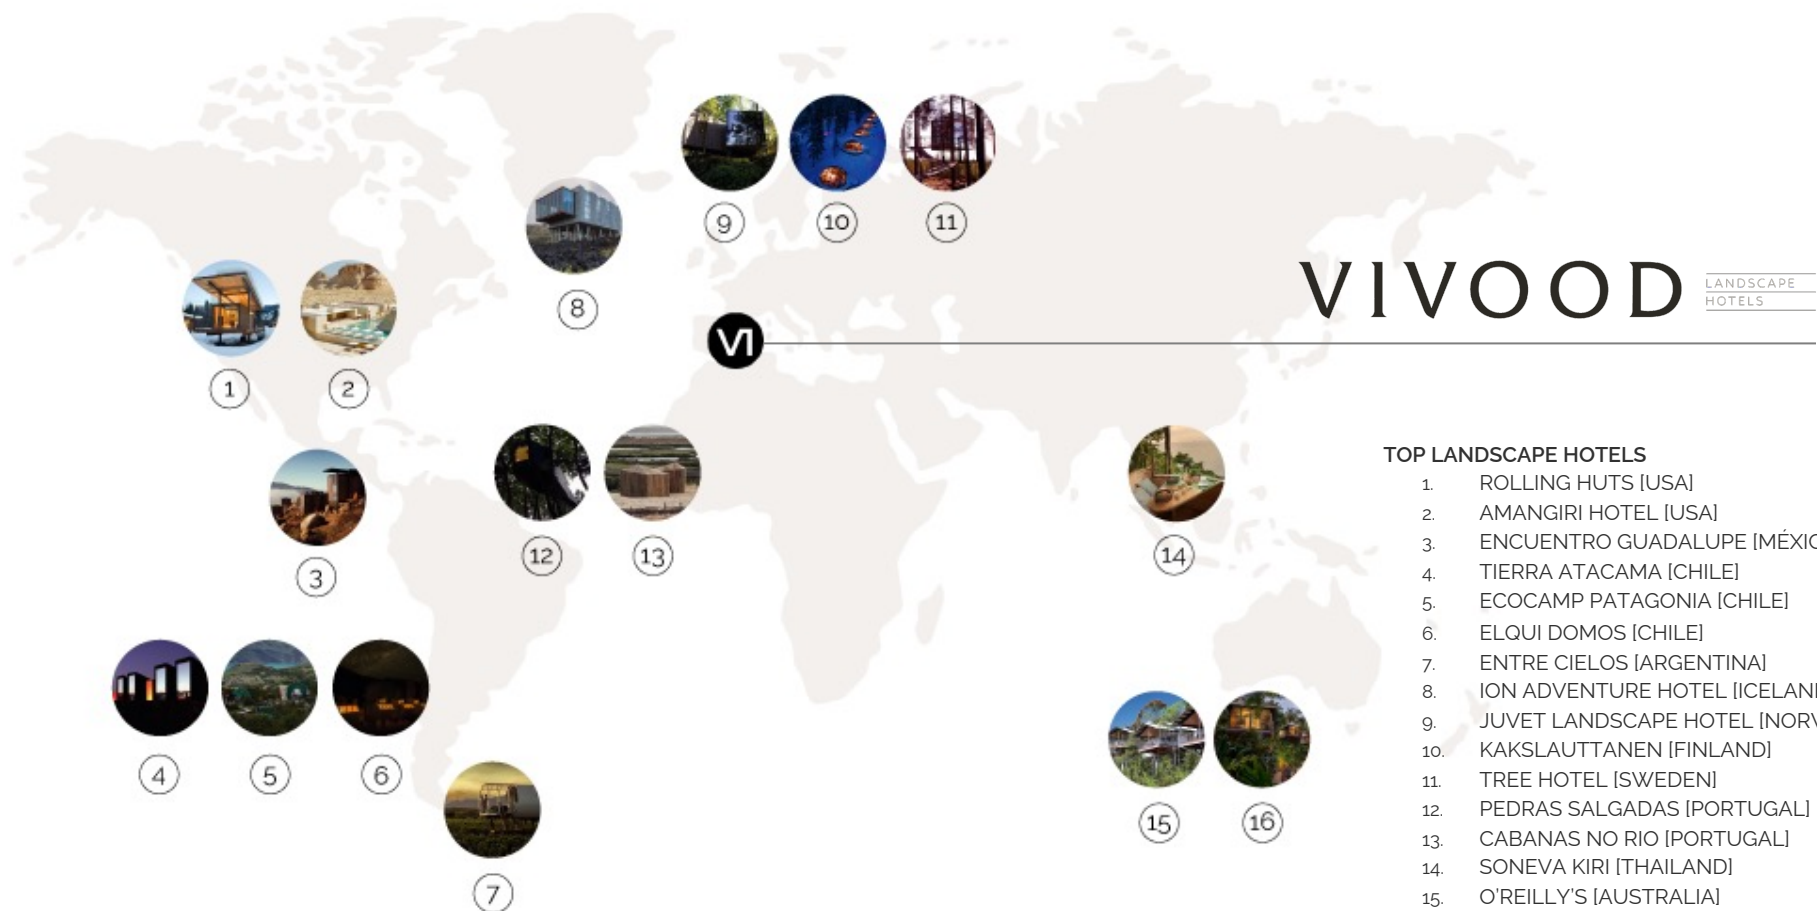 9
10
11
8
VIVOOD
LANDSCAPE
HOTELS
VI
1
2
12
13
14
3
4
5
6
7
15
16
TOP LANDSCAPE HOTELS
1. ROLLING HUTS [USA]
2. AMANGIRI HOTEL [USA]
3. ENCUENTRO GUADALUPE [MÉXIC
4. TIERRA ATACAMA [CHILE]
5. ECOCAMP PATAGONIA [CHILE]
6. ELQUI DOMOS [CHILE]
7. ENTRE CIELOS [ARGENTINA]
8. ION ADVENTURE HOTEL [ICELAN
9. JUVET LANDSCAPE HOTEL [NORV
10. KAKSLAUTTANEN [FINLAND]
11. TREE HOTEL [SWEDEN]
12. PEDRAS SALGADAS [PORTUGAL]
13. CABANAS NO RIO [PORTUGAL]
14. SONEVA KIRI [THAILAND]
15. O'REILLY'S [AUSTRALIA]